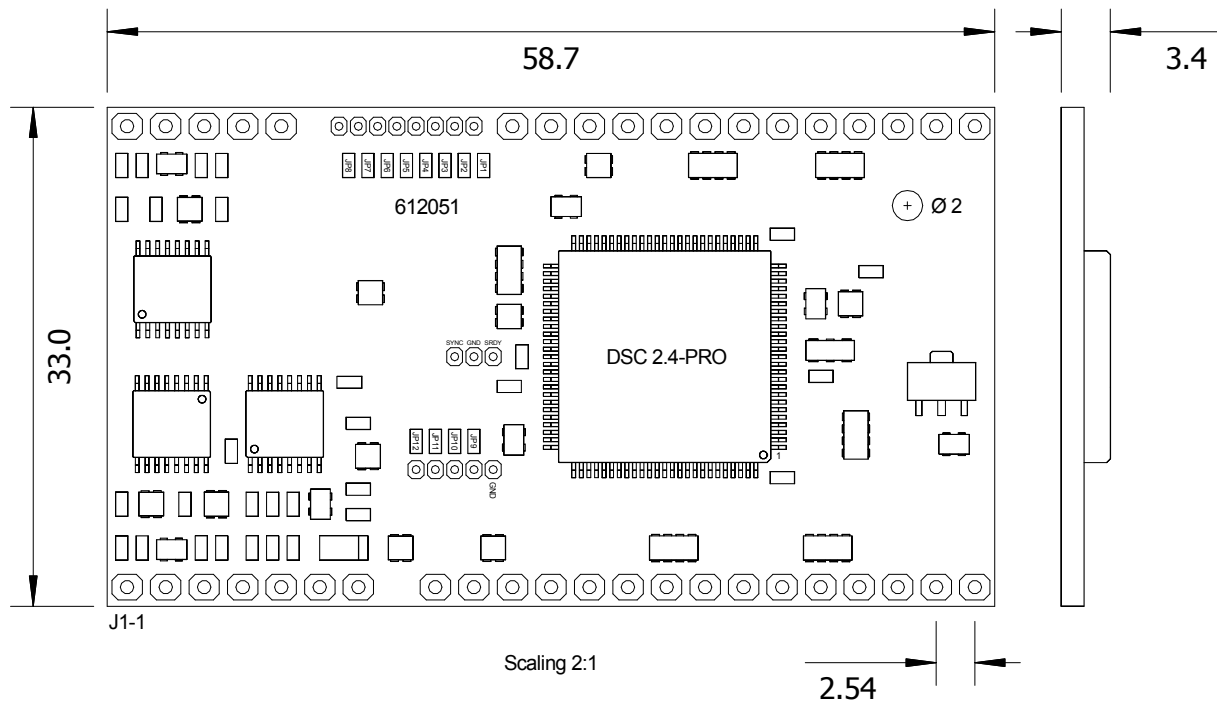 58.7
3.4
JP8 JP7 JP6 JP5 JP4 JP3 JP2 JP1
612051
Ø 2
33.0
SYNC GND SRDY
DSC 2.4-PRO
JP12 JP11 JP10 JP9
1
GND
J1-1
Scaling 2:1
2.54